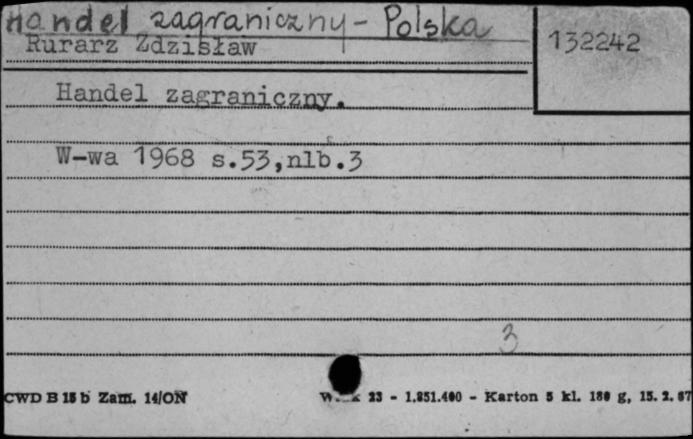 Handel zagraniczny - Polska
Rurarz Zdzisław
132242
Handel zagraniczny.
W-wa 1968 s.53,nlb.3
3
CWD B 15 b Zam. 14/ON
23 - 1.851.400 - Karton 5 kl. 180 g, 15. 2. 67